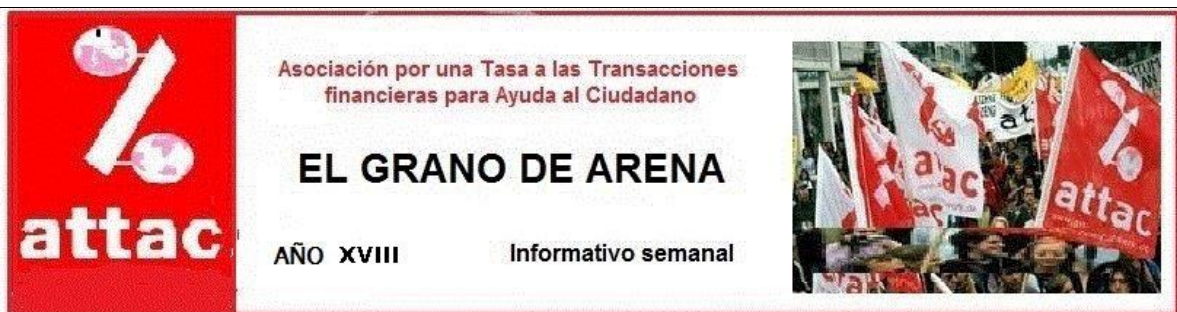 %
attac
Asociación por una Tasa a las Transacciones
financieras para Ayuda al Ciudadano
EL GRANO DE ARENA
AÑO XVIII
Informativo semanal
attac
attac